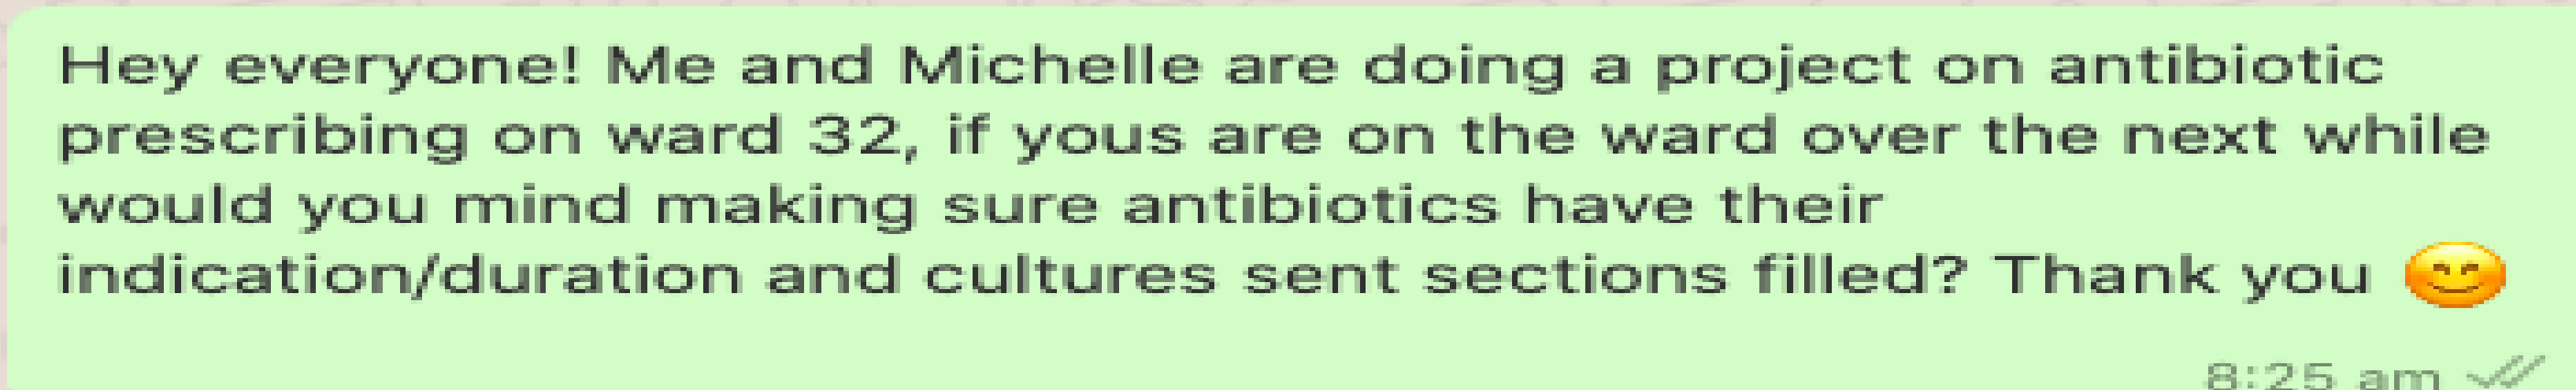 Hey everyone! Me and Michelle are doing a project on antibiotic
prescribing on ward 32, if yous are on the ward over the next while
would you mind making sure antibiotics have their
indication/duration and cultures sent sections filled? Thank you 😊
8:25 am